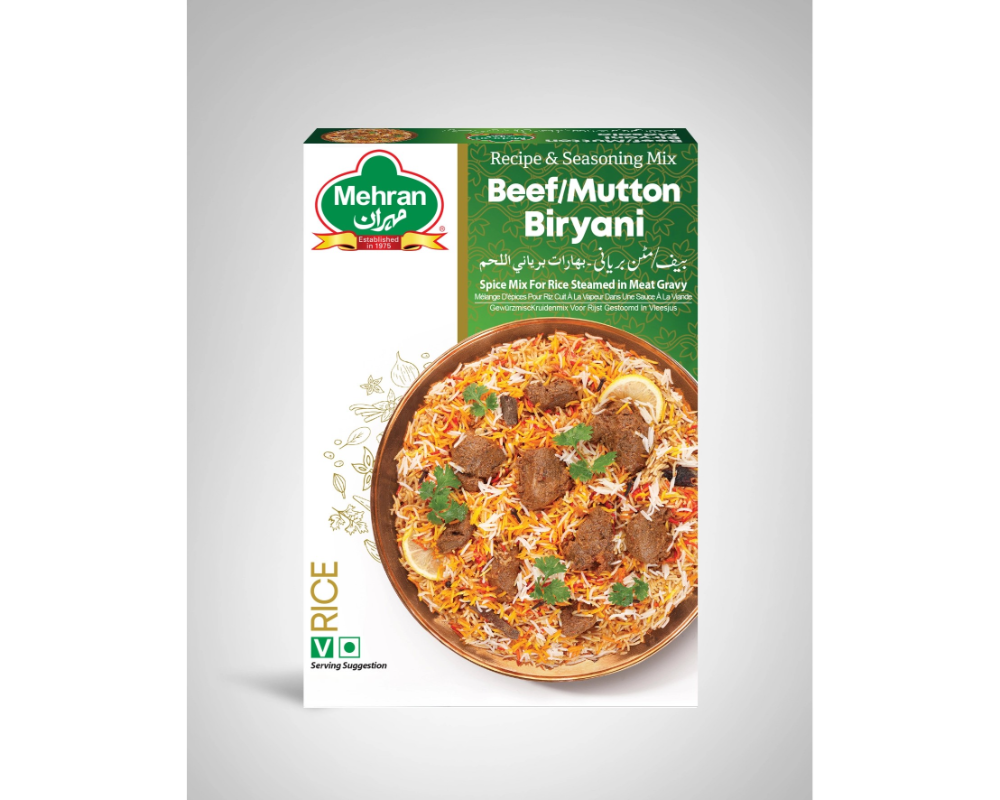 Mehran
مہران
®
Established
in 1975
Recipe & Seasoning Mix
Beef/Mutton
Biryani
بیف/مٹن بریانی - بهارات برياني اللحم
Spice Mix For Rice Steamed in Meat Gravy
Mélange D'épices Pour Riz Cuit À La Vapeur Dans Une Sauce À La Viande
GewürzmiscKruidenmix Voor Rijst Gestoomd in Vleesjus
RICE
V
Serving Suggestion